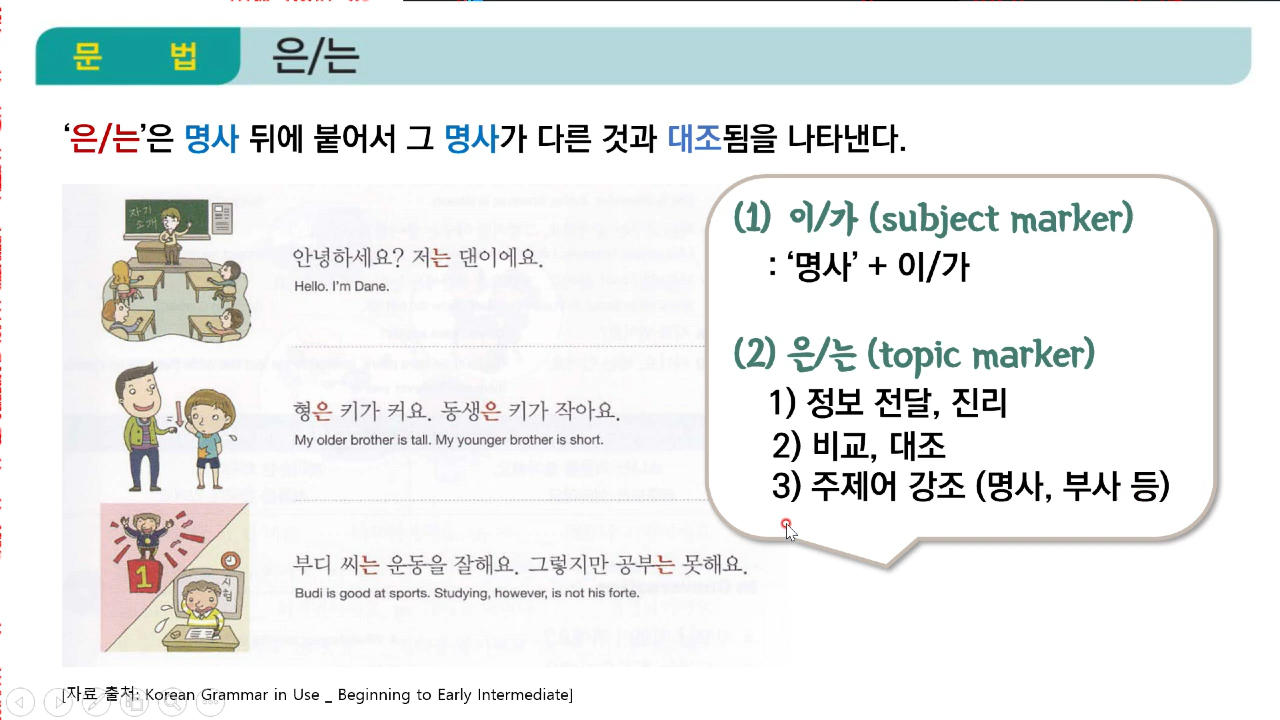 문 법 은/는
‘은/는’은 명사 뒤에 붙어서 그 명사가 다른 것과 대조됨을 나타낸다.
자기
소개
안녕하세요? 저는 댄이에요.
Hello. I’m Dane.
형은 키가 커요. 동생은 키가 작아요.
My older brother is tall. My younger brother is short.
1
시
험
부디 씨는 운동을 잘해요. 그렇지만 공부는 못해요.
Budi is good at sports. Studying, however, is not his forte.
(1) 이/가 (subject marker)
: ‘명사’ + 이/가
(2) 은/는 (topic marker)
1) 정보 전달, 진리
2) 비교, 대조
3) 주제어 강조 (명사, 부사 등)
[자료 출처: Korean Grammar in Use _ Beginning to Early Intermediate]